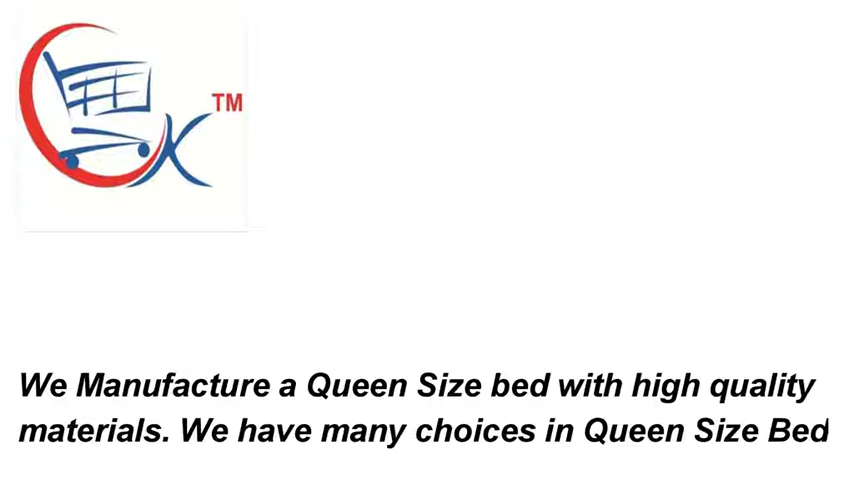 TM
We Manufacture a Queen Size bed with high quality
materials. We have many choices in Queen Size Bed